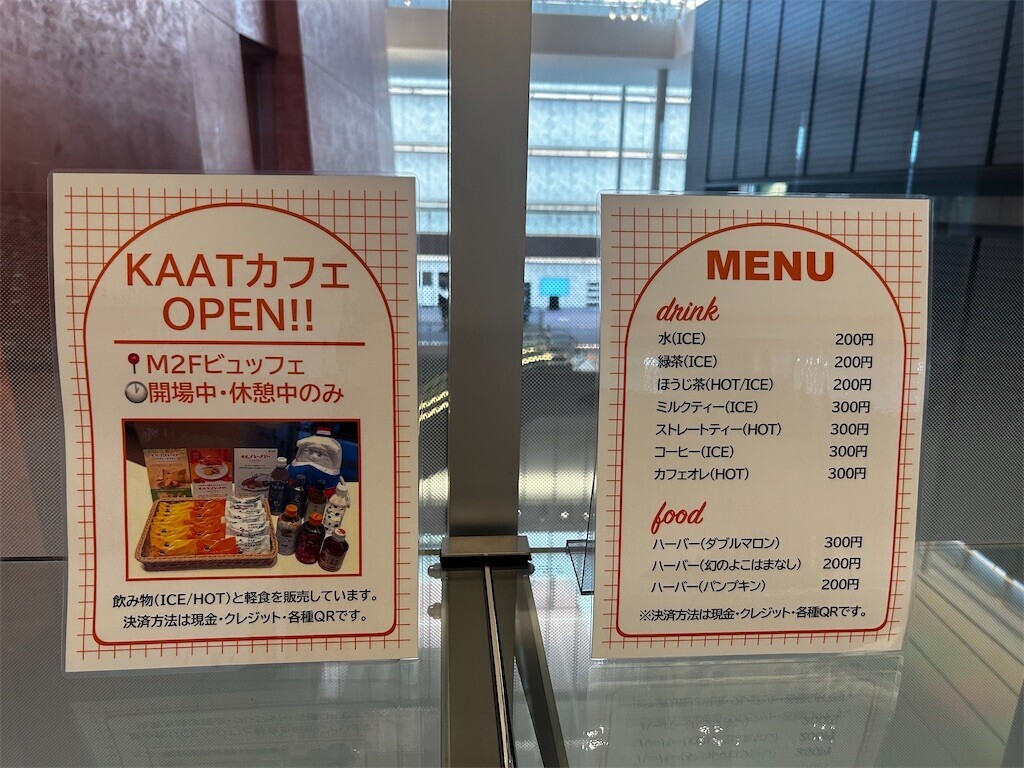 KAATカフェ
OPEN!!
M2Fビュッフェ
開場中・休憩中のみ
飲み物(ICE/HOT)と軽食を販売しています。
決済方法は現金・クレジット・各種QRです。
MENU
drink
水(ICE) 200円
緑茶(ICE) 200円
ほうじ茶(HOT/ICE) 200円
ミルクティー(ICE) 300円
ストレートティー(HOT) 300円
コーヒー(ICE) 300円
カフェオレ(HOT) 300円
food
ハーバー(ダブルマロン) 300円
ハーバー(幻のよこはまなし) 200円
ハーバー(パンプキン) 200円
※決済方法は現金・クレジット・各種QRです。